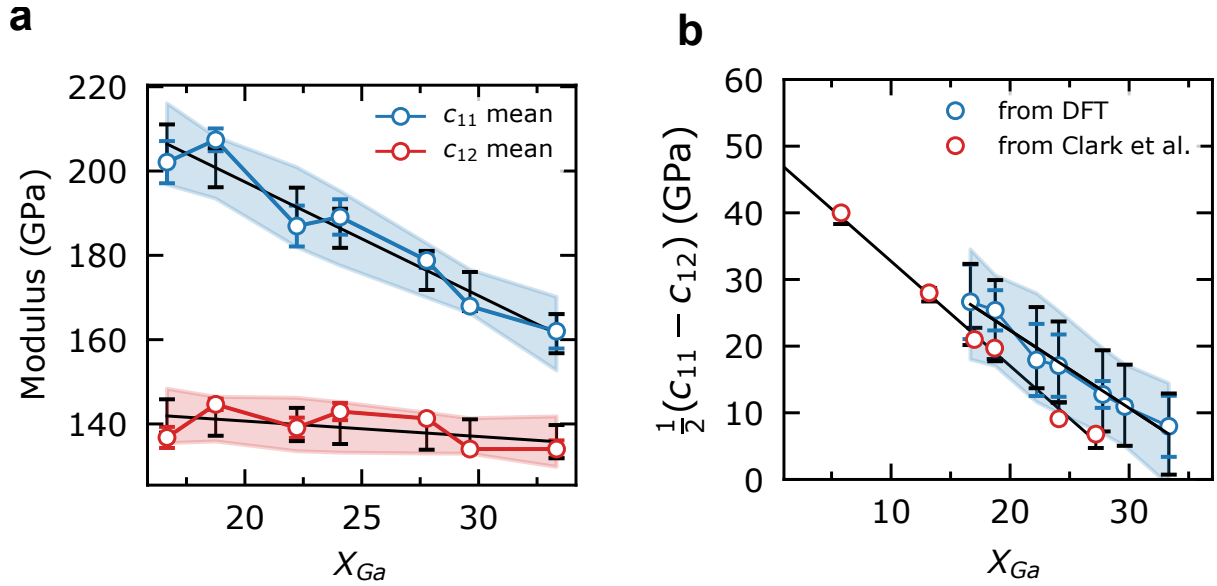 a
220
200
180
160
140
Modulus (GPa)
c11 mean
c12 mean
20
25
30
XGa
b
60
50
40
30
20
10
0
½(c11 − c12) (GPa)
from DFT
from Clark et al.
10
20
30
XGa